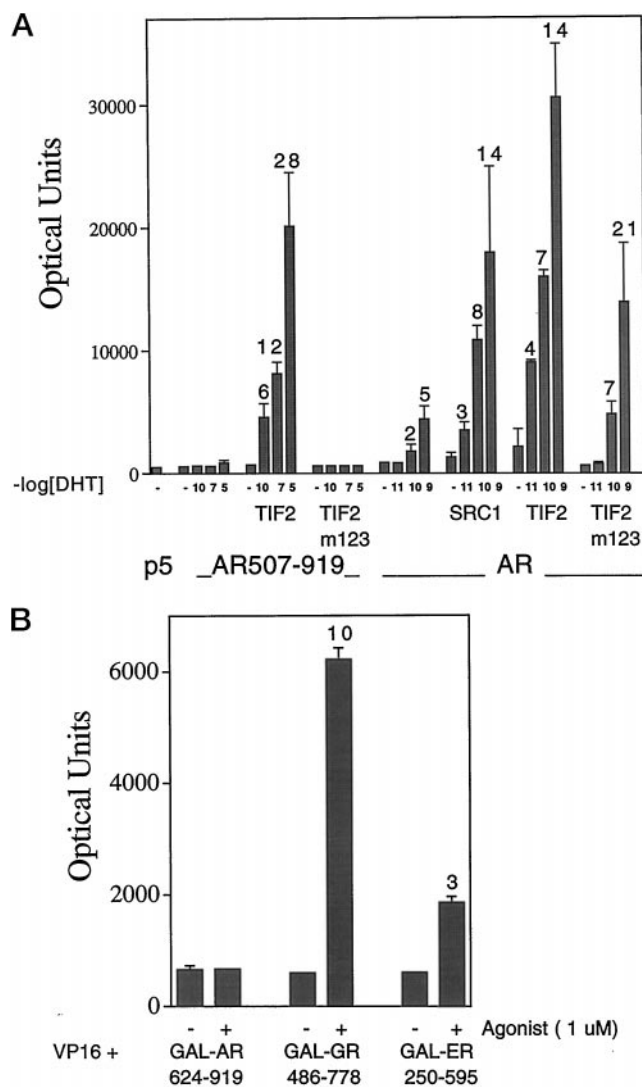 A
Optical Units
30000
20000
10000
0
28
12
6
5
2
14
8
3
14
7
4
21
7
-log[DHT]
- - 10 7 5 - 10 7 5 - 10 7 5 - 11 10 9 - 11 10 9 - 11 10 9 - 11 10 9
TIF2 TIF2 SRC1 TIF2 TIF2
m123 m123
p5 _AR507-919_ AR
B
Optical Units
6000
4000
2000
0
10
3
- + - + - + Agonist ( 1 uM)
VP16 + GAL-AR GAL-GR GAL-ER
624-919 486-778 250-595